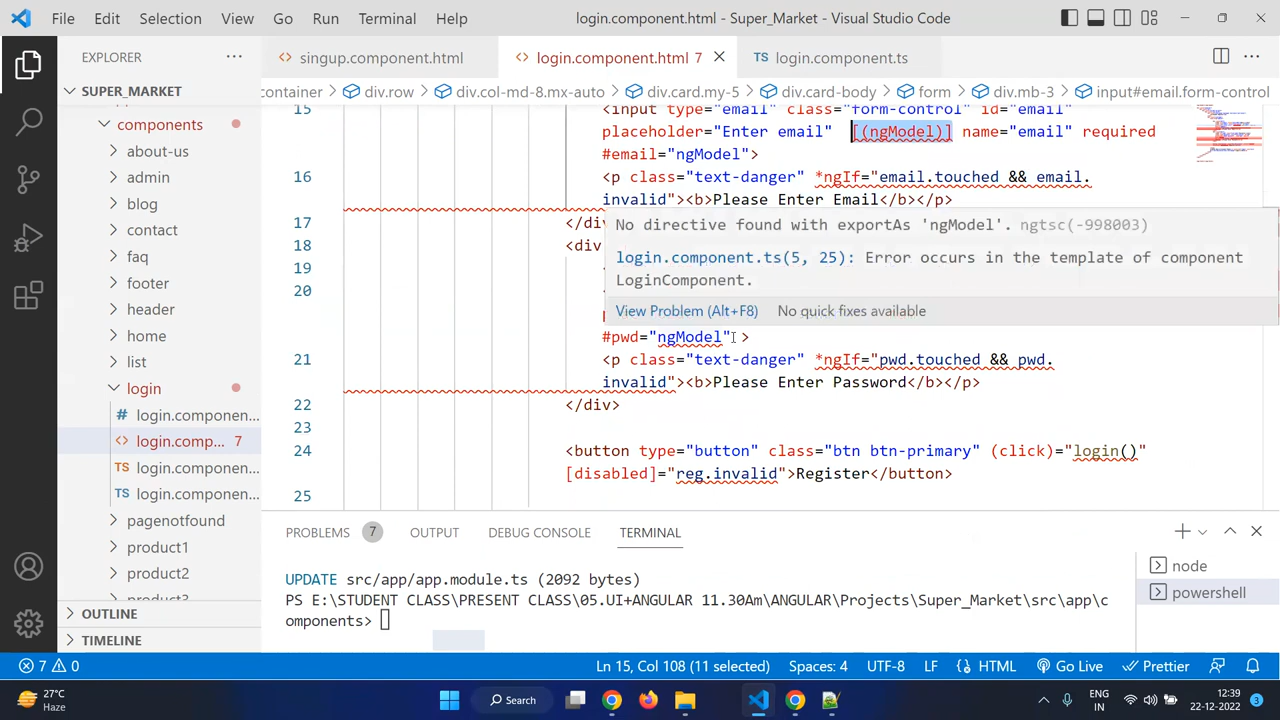 File Edit Selection View Go Run Terminal Help login.component.html - Super_Market - Visual Studio Code
EXPLORER ···
singup.component.html login.component.html 7 TS login.component.ts
SUPER_MARKET
ontainer div.row div.col-md-8.mx-auto div.card.my-5 div.card-body form div.mb-3 input#email.form-control
components
about-us
admin
blog
contact
faq
footer
header
home
list
login
# login.componen...
login.comp... 7
TS login.componen...
TS login.componen...
pagenotfound
product1
product2
OUTLINE
TIMELINE
15 <input type="email" class="form-control" id="email"
placeholder="Enter email" [(ngModel)] name="email" required
#email="ngModel">
16 <p class="text-danger" *ngIf="email.touched && email.
invalid"><b>Please Enter Email</b></p>
17 </di
18 <div
19
20
No directive found with exportAs 'ngModel'. ngtsc(-998003)
login.component.ts(5, 25): Error occurs in the template of component
LoginComponent.
View Problem (Alt+F8) No quick fixes available
#pwd="ngModel" >
21 <p class="text-danger" *ngIf="pwd.touched && pwd.
invalid"><b>Please Enter Password</b></p>
22 </div>
23
24 <button type="button" class="btn btn-primary" (click)="login()"
[disabled]="reg.invalid">Register</button>
25
PROBLEMS 7 OUTPUT DEBUG CONSOLE TERMINAL
UPDATE src/app/app.module.ts (2092 bytes)
PS E:\STUDENT CLASS\PRESENT CLASS\05.UI+ANGULAR 11.30Am\ANGULAR\Projects\Super_Market\src\app\c
omponents>
node
powershell
7 0 Ln 15, Col 108 (11 selected) Spaces: 4 UTF-8 LF HTML Go Live Prettier
27°C
Haze
Search
ENG
IN
12:39
22-12-2022
3